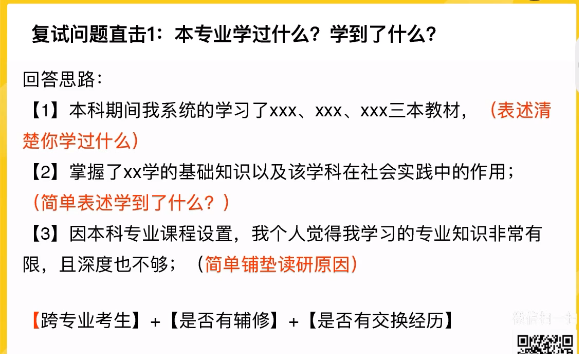 复试问题直击1：本专业学过什么？学到了什么？
回答思路：
【1】本科期间我系统的学习了xxx、xxx、xxx三本教材，（表述清
楚你学过什么）
【2】掌握了xx学的基础知识以及该学科在社会实践中的作用；
（简单表述学到了什么？）
【3】因本科专业课程设置，我个人觉得我学习的专业知识非常有
限，且深度也不够；（简单铺垫读研原因）
【跨专业考生】+【是否有辅修】+【是否有交换经历】